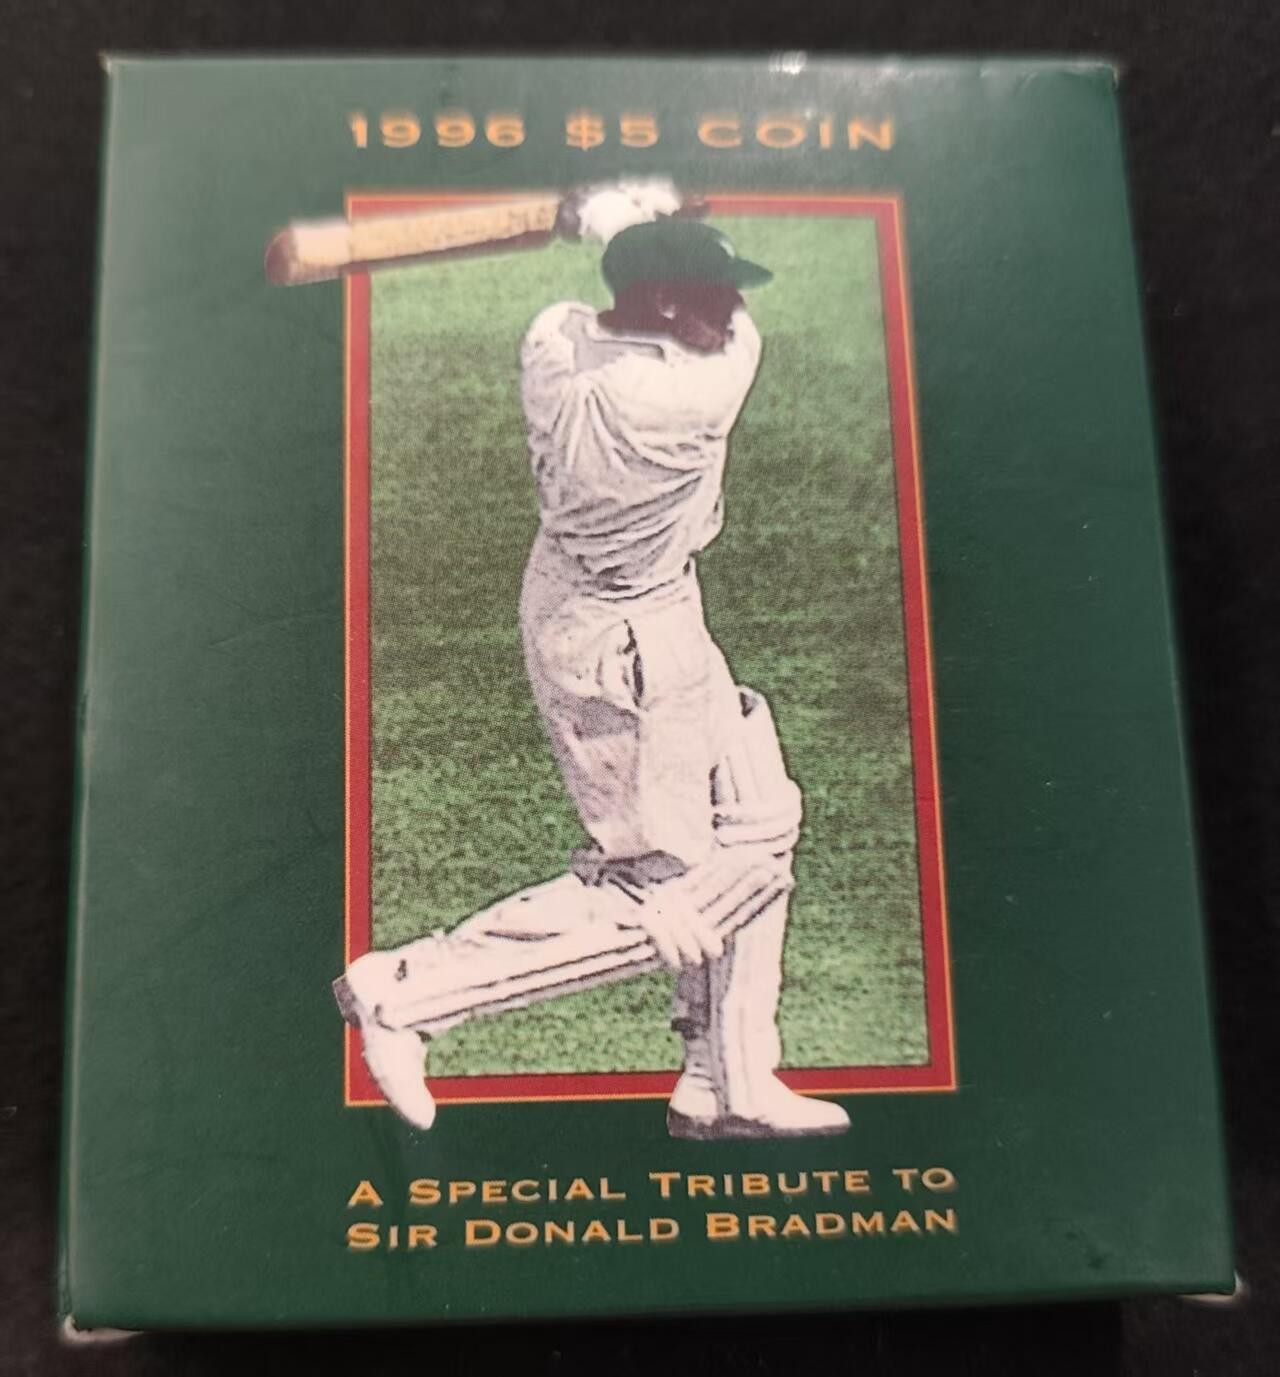 1996 $5 COIN
A SPECIAL TRIBUTE TO
SIR DONALD BRADMAN